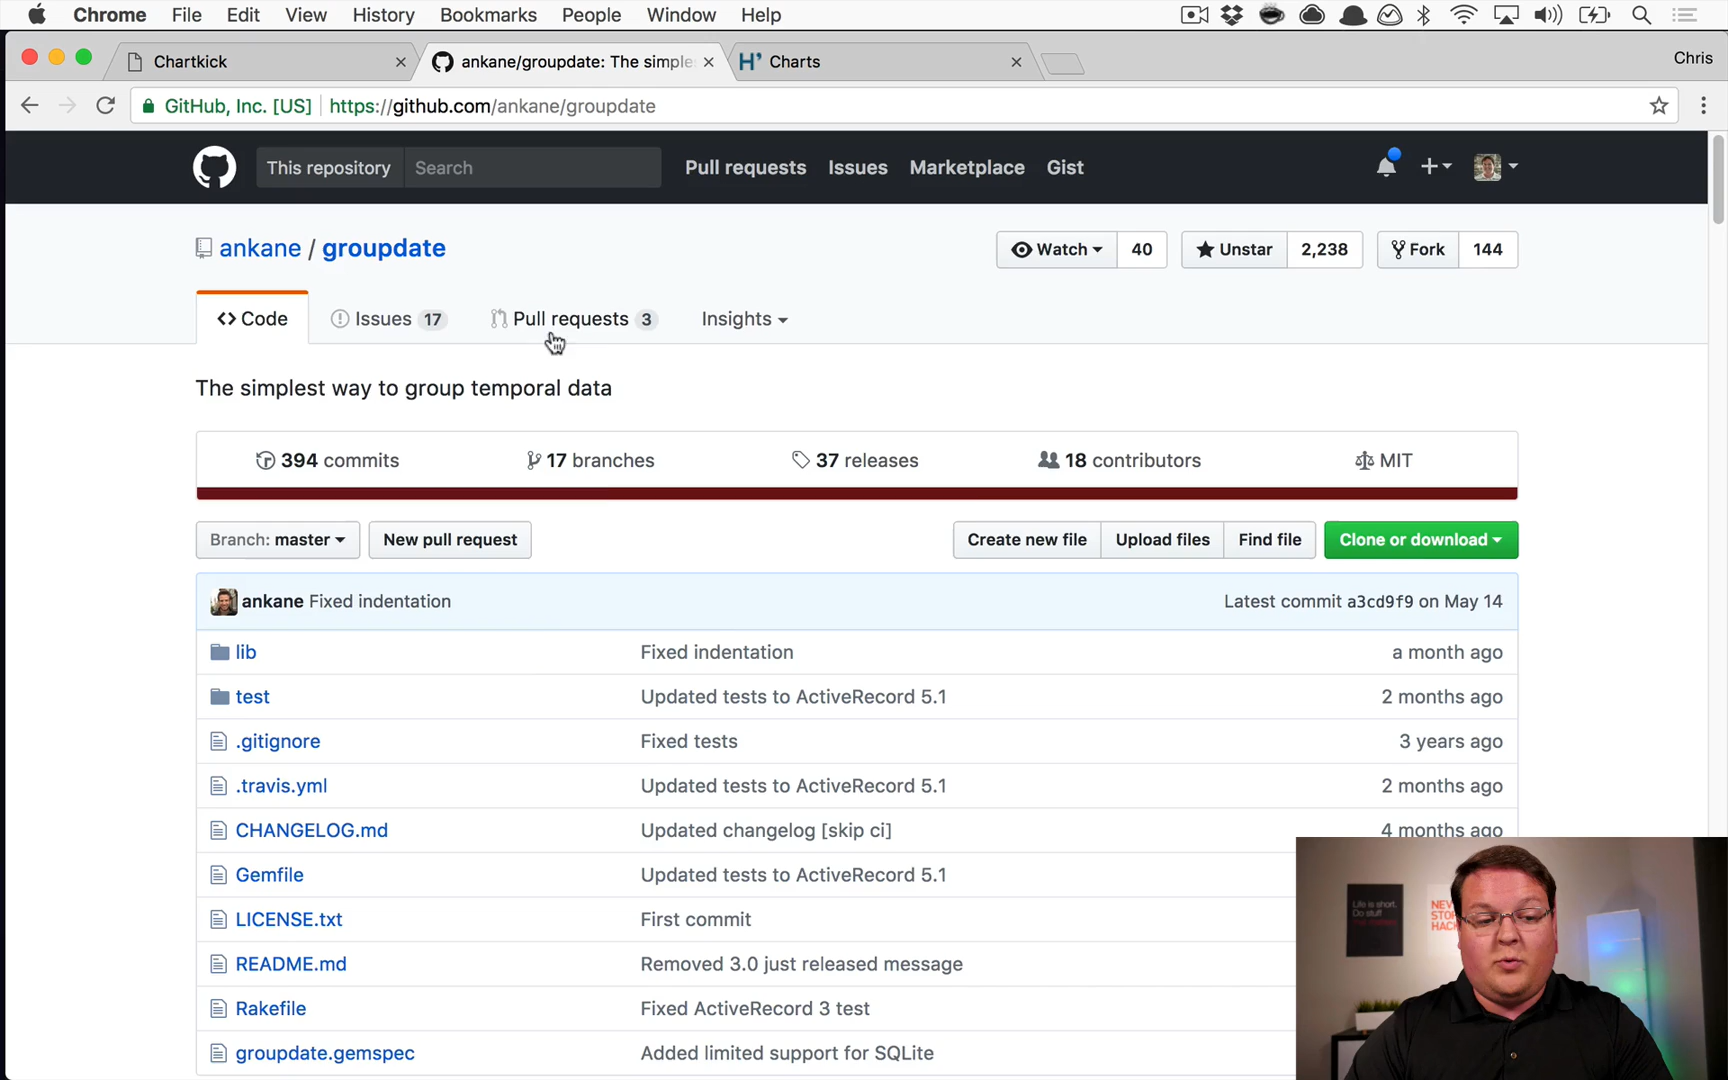 Chrome File Edit View History Bookmarks People Window Help
Chartkick
ankane/groupdate: The simple
H' Charts
Chris
GitHub, Inc. [US] https://github.com/ankane/groupdate
This repository Search Pull requests Issues Marketplace Gist
ankane / groupdate
Watch 40 Unstar 2,238 Fork 144
Code Issues 17 Pull requests 3 Insights
The simplest way to group temporal data
394 commits 17 branches 37 releases 18 contributors MIT
Branch: master New pull request Create new file Upload files Find file Clone or download
ankane Fixed indentation Latest commit a3cd9f9 on May 14
lib Fixed indentation a month ago
test Updated tests to ActiveRecord 5.1 2 months ago
.gitignore Fixed tests 3 years ago
.travis.yml Updated tests to ActiveRecord 5.1 2 months ago
CHANGELOG.md Updated changelog [skip ci] 4 months ago
Gemfile Updated tests to ActiveRecord 5.1
LICENSE.txt First commit
README.md Removed 3.0 just released message
Rakefile Fixed ActiveRecord 3 test
groupdate.gemspec Added limited support for SQLite
Life is short.
Do stuff
NEV
STOP
HACK